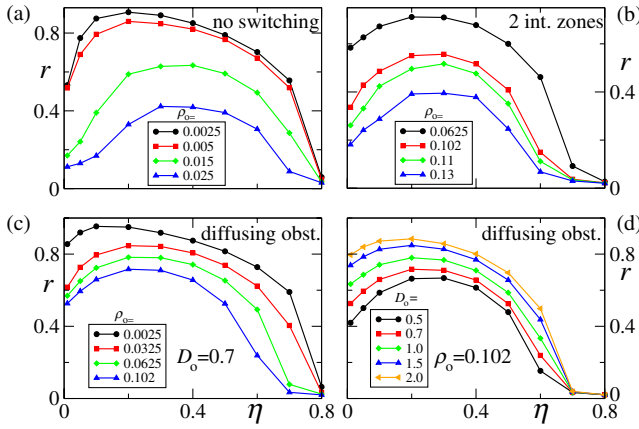 (a)
no switching
0.8
r
0.4
0
ρo=
0.0025
0.005
0.015
0.025
2 int. zones
(b)
r
0.4
0
ρo=
0.0625
0.102
0.11
0.13
(c)
diffusing obst.
0.8
r
0.4
0
ρo=
0.0025
0.0325
0.0625
0.102
Do=0.7
0
0.4
η
0.8
diffusing obst.
(d)
0.8
r
0.4
0
Do=
0.5
0.7
1.0
1.5
2.0
ρo=0.102
0
0.4
η
0.8